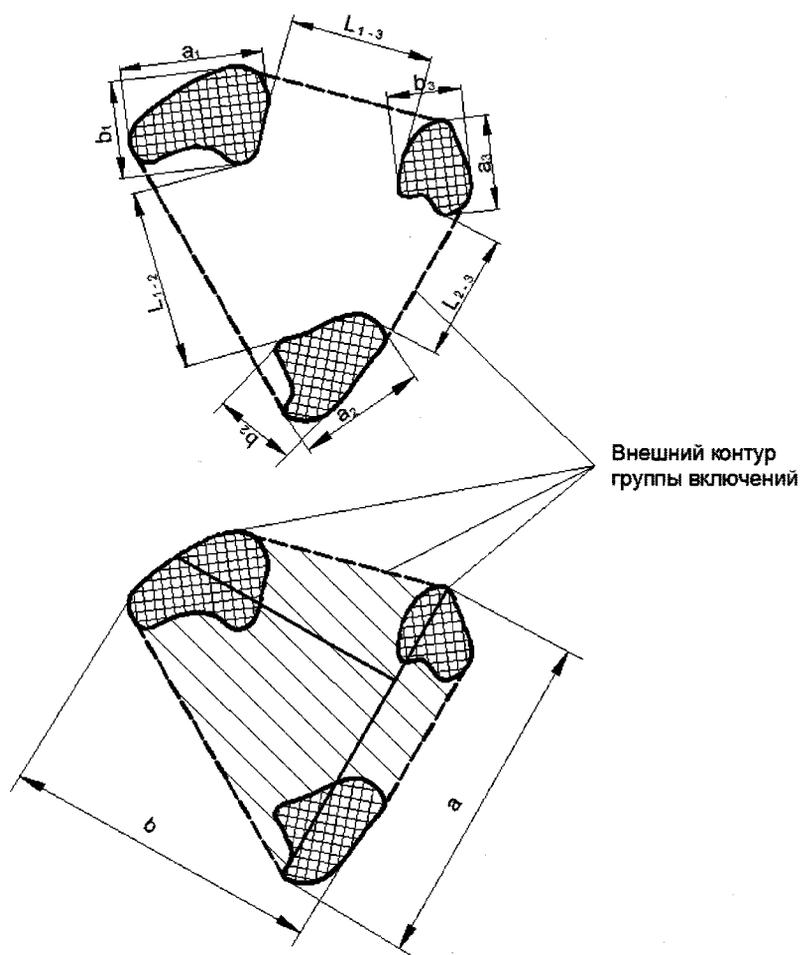 L₁₋₃
a₁
b₃
b₁
a₃
L₁₋₂
L₂₋₃
a₂
b₂
Внешний контур
группы включений
a
b